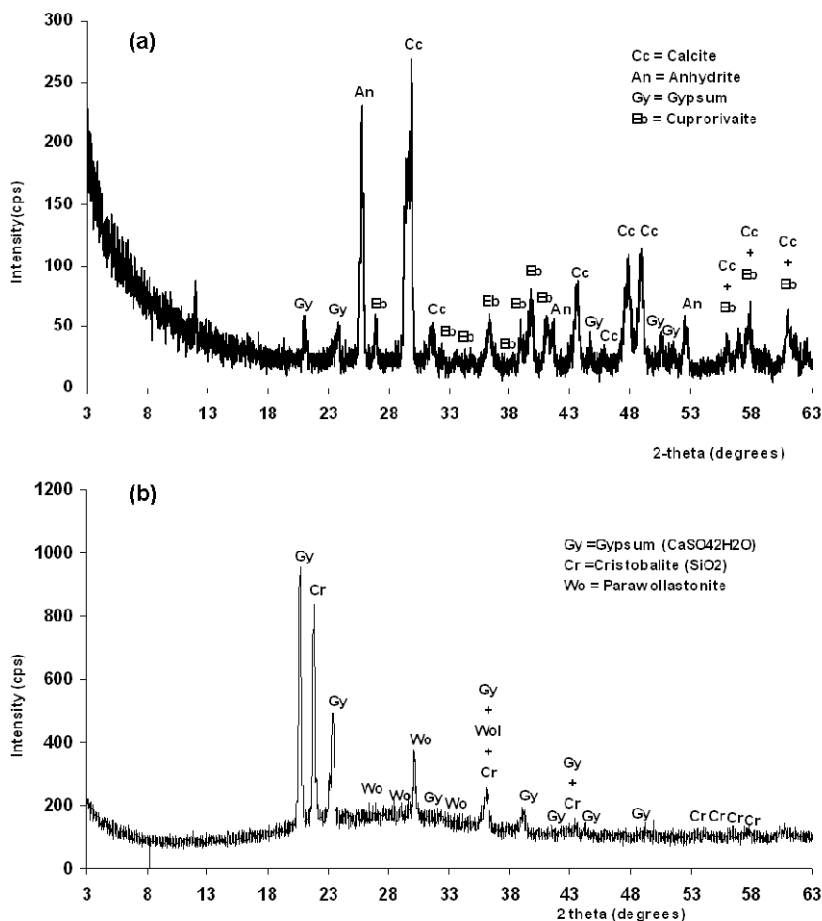 (a)
300
250
200
150
100
50
0
Intensity(cps)
Cc = Calcite
An = Anhydrite
Gy = Gypsum
Eb = Cuprorivaite
Gy
Gy
An
Eb
Cc
Cc
Eb
Eb
Eb
Eb
Eb
Eb
Eb
An
Cc
Gy
Cc
Cc
Cc
Gy
Gy
An
Cc
+
Eb
Cc
+
Eb
Cc
+
Eb
3 8 13 18 23 28 33 38 43 48 53 58 63
2-theta (degrees)
(b)
1200
1000
800
600
400
200
0
Intensity (cps)
Gy =Gypsum (CaSO42H2O)
Cr =Cristobalite (SiO2)
Wo = Parawollastonite
Gy
Cr
Gy
Wo
Wo
Wo
Gy
Wo
Gy
+
Wol
+
Cr
Gy
Gy
Gy
+
Cr
Gy
Gy
Cr Cr Cr Cr
3 8 13 18 23 28 33 38 43 48 53 58 63
2 theta (degrees)